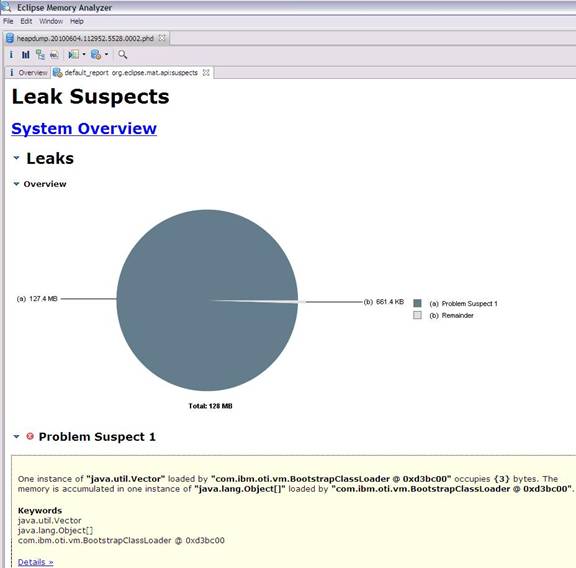 Eclipse Memory Analyzer
File Edit Window Help
heapdump.20100604.112952.5528.0002.phd
i Overview default_report org.eclipse.mat.api:suspects
Leak Suspects
System Overview
Leaks
Overview
(a) 127.4 MB
(b) 661.4 KB
(a) Problem Suspect 1
(b) Remainder
Total: 128 MB
Problem Suspect 1
One instance of "java.util.Vector" loaded by "com.ibm.oti.vm.BootstrapClassLoader @ 0xd3bc00" occupies {3} bytes. The
memory is accumulated in one instance of "java.lang.Object[]" loaded by "com.ibm.oti.vm.BootstrapClassLoader @ 0xd3bc00".
Keywords
java.util.Vector
java.lang.Object[]
com.ibm.oti.vm.BootstrapClassLoader @ 0xd3bc00
Details »